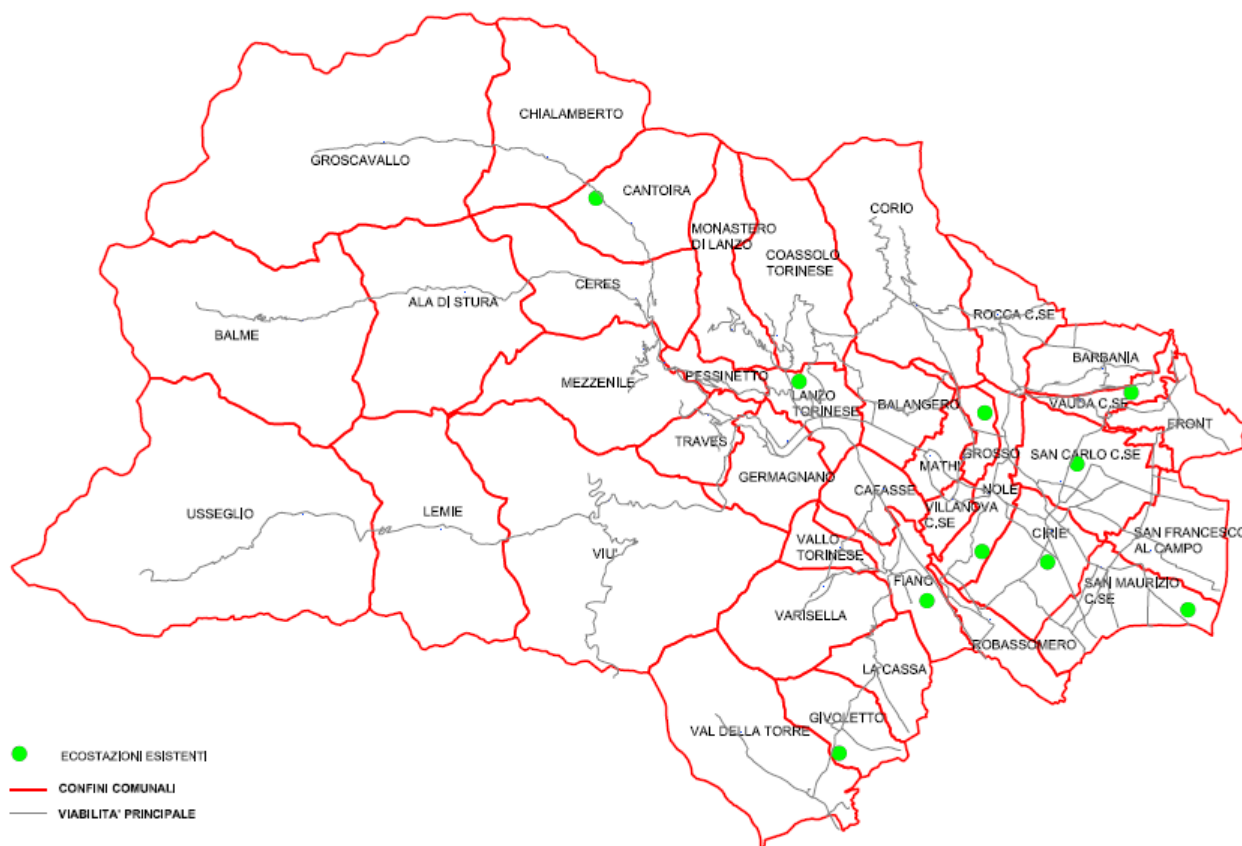 CHIALAMBERTO
GROSCAVALLO
CANTOIRA
CORIO
MONASTERO
DI LANZO
COASSOLO
TORINESE
CERES
ALA DI STURA
ROCCA C.SE
BALME
BARBANIA
MEZZENILE
PESSINETTO
LANZO
TORINESE
BALANGERO
VAUDA C.SE
FRONT
TRAVES
GROSSO
SAN CARLO C.SE
MATHI
GERMAGNANO
CAFASSE
NOLE
USSEGLIO
LEMIE
VILLANOVA
C.SE
CIRIE'
SAN FRANCESCO
AL CAMPO
VALLO
TORINESE
VIU'
FIANO
SAN MAURIZIO
C.SE
VARISELLA
ROBASSOMERO
LA CASSA
GIVOLETTO
VAL DELLA TORRE
ECOSTAZIONI ESISTENTI
CONFINI COMUNALI
VIABILITA' PRINCIPALE